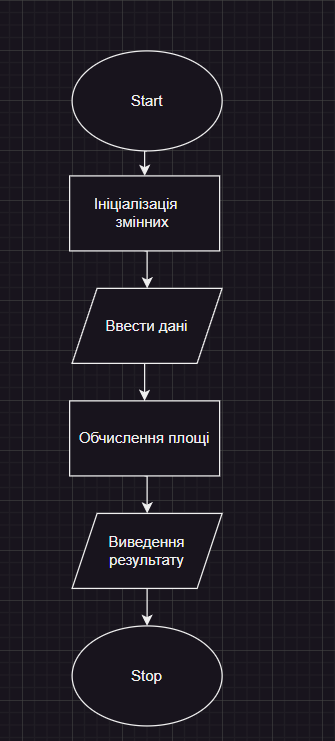 Start
Ініціалізація
змінних
Ввести дані
Обчислення площі
Виведення
результату
Stop